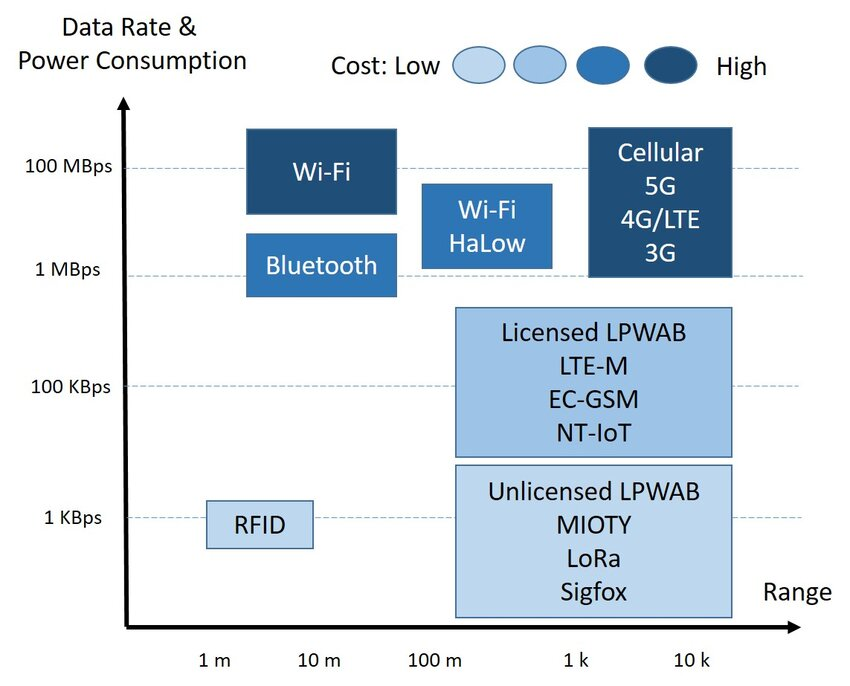 Data Rate &
Power Consumption
Cost: Low
High
100 MBps
1 MBps
100 KBps
1 KBps
Wi-Fi
Bluetooth
Wi-Fi
HaLow
Cellular
5G
4G/LTE
3G
Licensed LPWAB
LTE-M
EC-GSM
NT-IoT
Unlicensed LPWAB
MIOTY
LoRa
Sigfox
RFID
Range
1 m
10 m
100 m
1 k
10 k